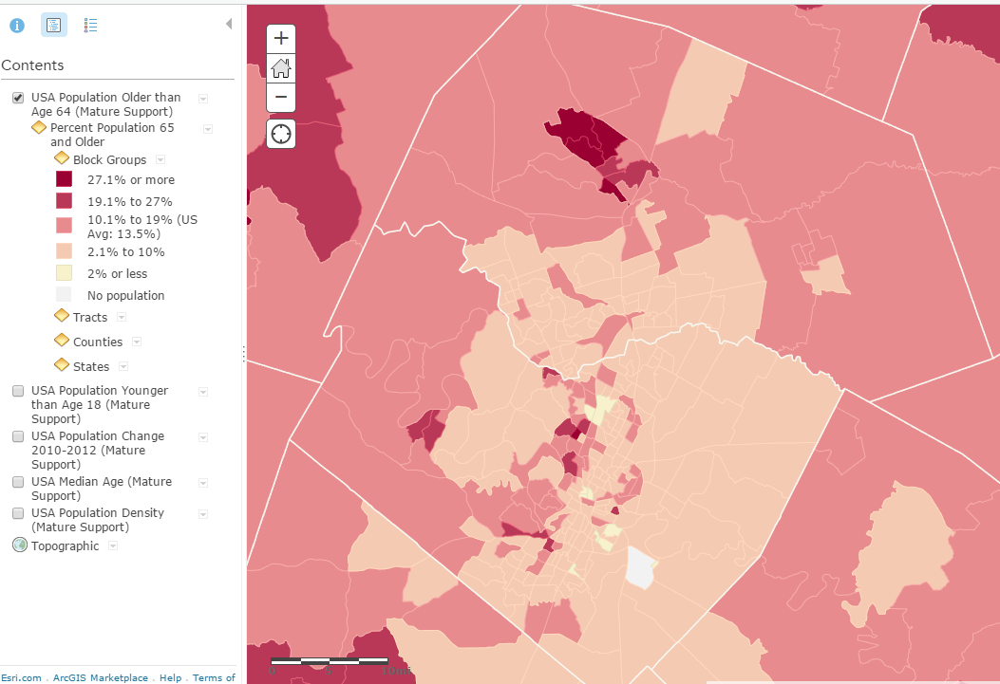 Contents
USA Population Older than
Age 64 (Mature Support)
Percent Population 65
and Older
Block Groups
27.1% or more
19.1% to 27%
10.1% to 19% (US
Avg: 13.5%)
2.1% to 10%
2% or less
No population
Tracts
Counties
States
USA Population Younger
than Age 18 (Mature
Support)
USA Population Change
2010-2012 (Mature
Support)
USA Median Age (Mature
Support)
USA Population Density
(Mature Support)
Topographic
Esri.com . ArcGIS Marketplace . Help . Terms of
+
−
0 5 10mi